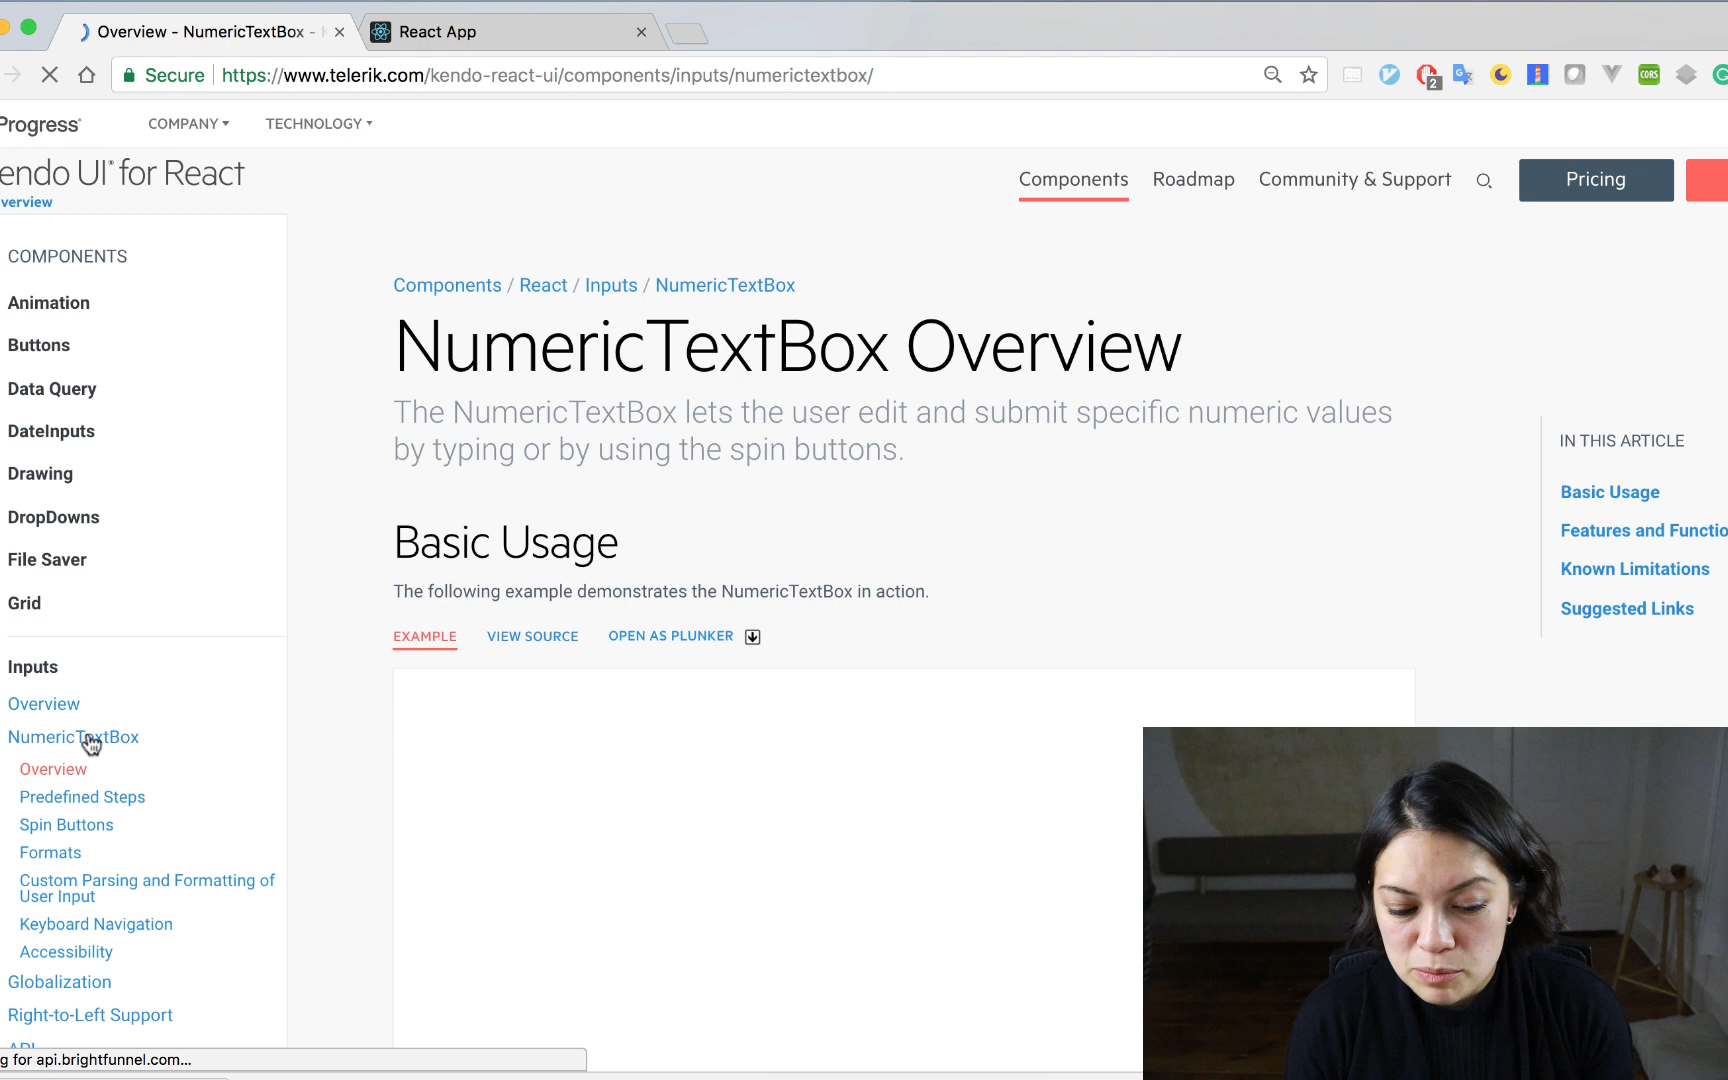 Overview - NumericTextBox -
React App
Secure
https://www.telerik.com/kendo-react-ui/components/inputs/numerictextbox/
2
CORS
Progress
COMPANY
TECHNOLOGY
endo UI for React
verview
Components
Roadmap
Community & Support
Pricing
COMPONENTS
Animation
Buttons
Data Query
DateInputs
Drawing
DropDowns
File Saver
Grid
Inputs
Overview
NumericTextBox
Overview
Predefined Steps
Spin Buttons
Formats
Custom Parsing and Formatting of
User Input
Keyboard Navigation
Accessibility
Globalization
Right-to-Left Support
API
g for api.brightfunnel.com...
Components / React / Inputs / NumericTextBox
NumericTextBox Overview
The NumericTextBox lets the user edit and submit specific numeric values
by typing or by using the spin buttons.
Basic Usage
The following example demonstrates the NumericTextBox in action.
EXAMPLE
VIEW SOURCE
OPEN AS PLUNKER
IN THIS ARTICLE
Basic Usage
Features and Functio
Known Limitations
Suggested Links